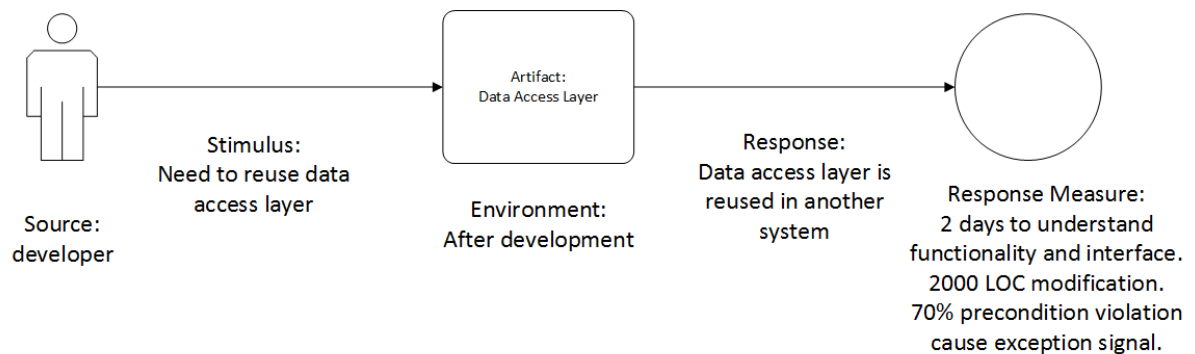 Source:
developer
Stimulus:
Need to reuse data
access layer
Artifact:
Data Access Layer
Environment:
After development
Response:
Data access layer is
reused in another
system
Response Measure:
2 days to understand
functionality and interface.
2000 LOC modification.
70% precondition violation
cause exception signal.